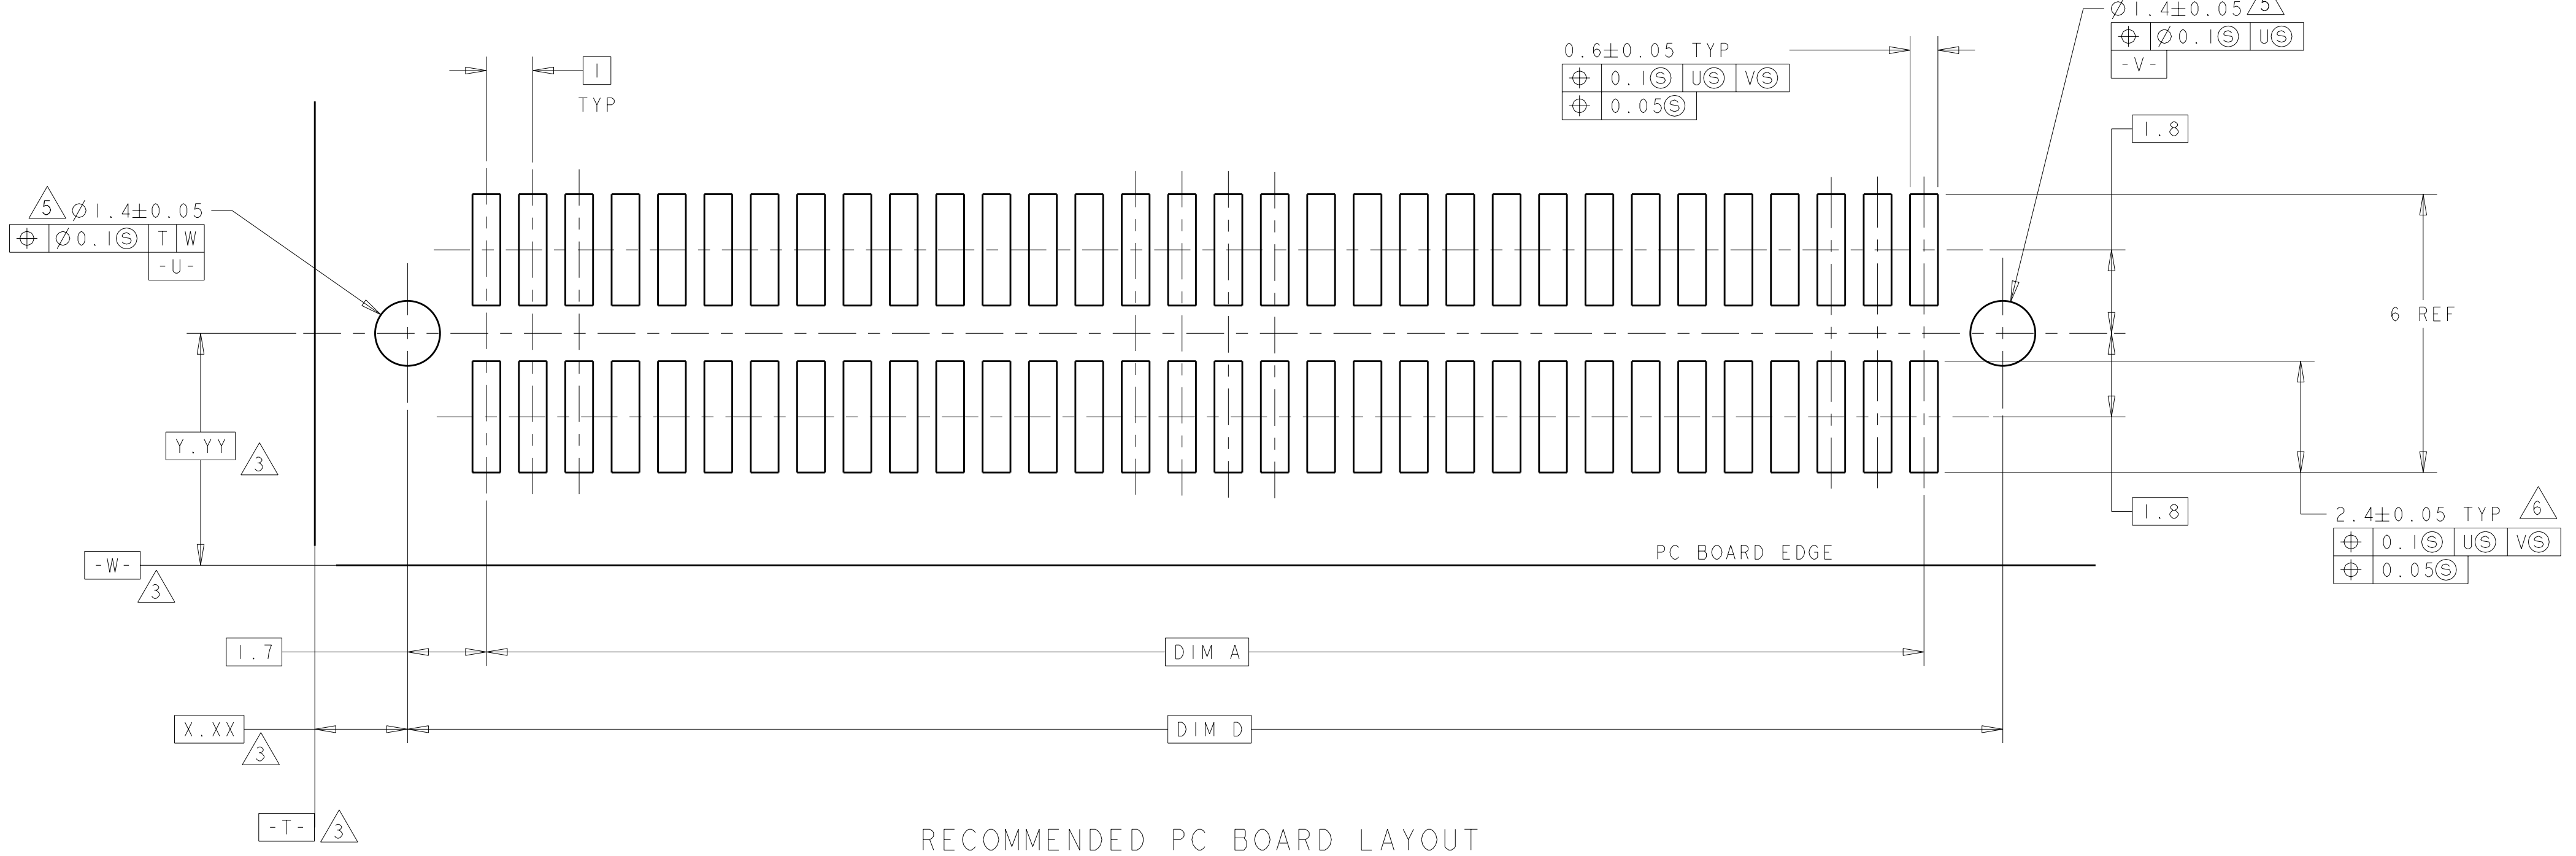 Ø1.4±0.05 5
⌖ Ø0.1Ⓢ UⓈ
-V-
0.6±0.05 TYP
⌖ 0.1Ⓢ UⓈ VⓈ
⌖ 0.05Ⓢ
1
TYP
1.8
5 Ø1.4±0.05
⌖ Ø0.1Ⓢ T W
-U-
6 REF
Y.YY 3
1.8
2.4±0.05 TYP 6
⌖ 0.1Ⓢ UⓈ VⓈ
⌖ 0.05Ⓢ
PC BOARD EDGE
-W- 3
1.7
DIM A
X.XX 3
DIM D
-T- 3
RECOMMENDED PC BOARD LAYOUT